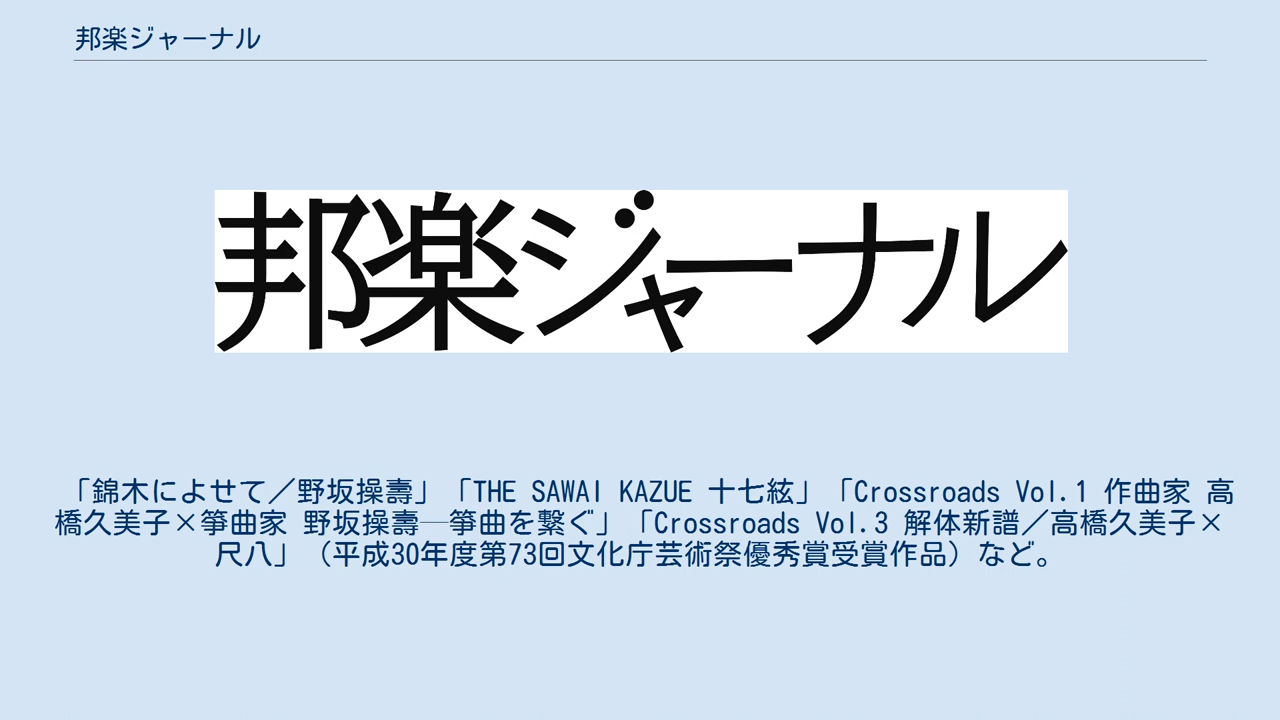 邦楽ジャーナル
邦楽ジャーナル
「錦木によせて／野坂操壽」「THE SAWAI KAZUE 十七絃」「Crossroads Vol.1 作曲家 高
橋久美子×箏曲家 野坂操壽─箏曲を繋ぐ」「Crossroads Vol.3 解体新譜／高橋久美子×
尺八」（平成30年度第73回文化庁芸術祭優秀賞受賞作品）など。